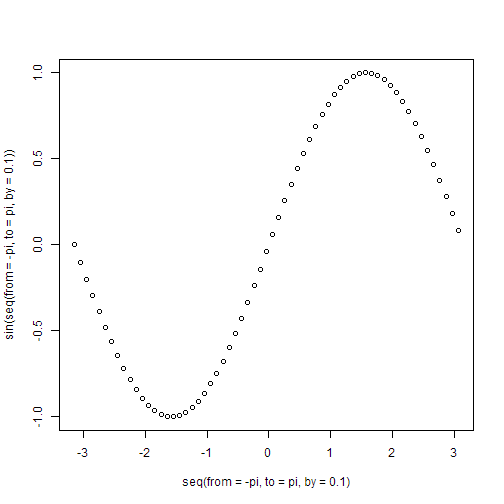 sin(seq(from = -pi, to = pi, by = 0.1))
1.0
0.5
0.0
-0.5
-1.0
-3 -2 -1 0 1 2 3
seq(from = -pi, to = pi, by = 0.1)